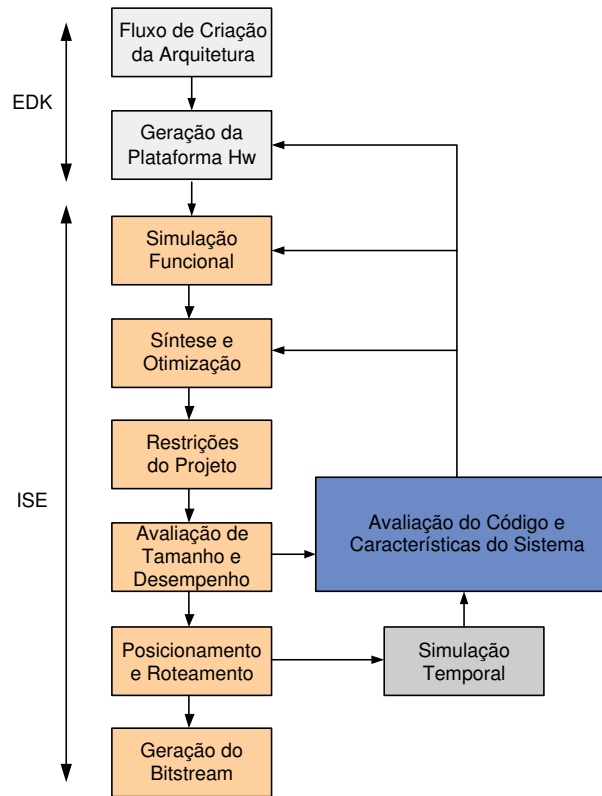 Fluxo de Criação
da Arquitetura
EDK
Geração da
Plataforma Hw
Simulação
Funcional
Síntese e
Otimização
Restrições
do Projeto
ISE
Avaliação do Código e
Características do Sistema
Avaliação de
Tamanho e
Desempenho
Posicionamento
e Roteamento
Simulação
Temporal
Geração do
Bitstream